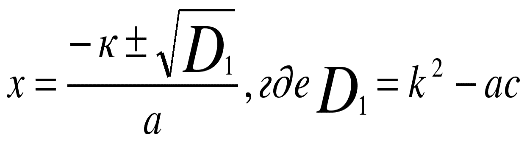 x = (−к ± √D₁) / a , где D₁ = k² − ac